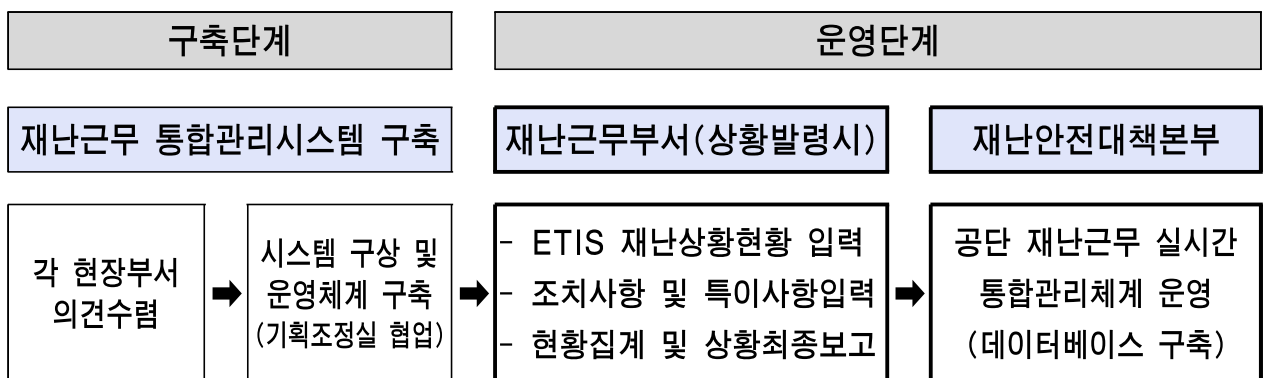 구축단계
운영단계
재난근무 통합관리시스템 구축
재난근무부서(상황발령시)
재난안전대책본부
각 현장부서
의견수렴
➡
시스템 구상 및
운영체계 구축
(기획조정실 협업)
➡
- ETIS 재난상황현황 입력
- 조치사항 및 특이사항입력
- 현황집계 및 상황최종보고
➡
공단 재난근무 실시간
통합관리체계 운영
(데이터베이스 구축)